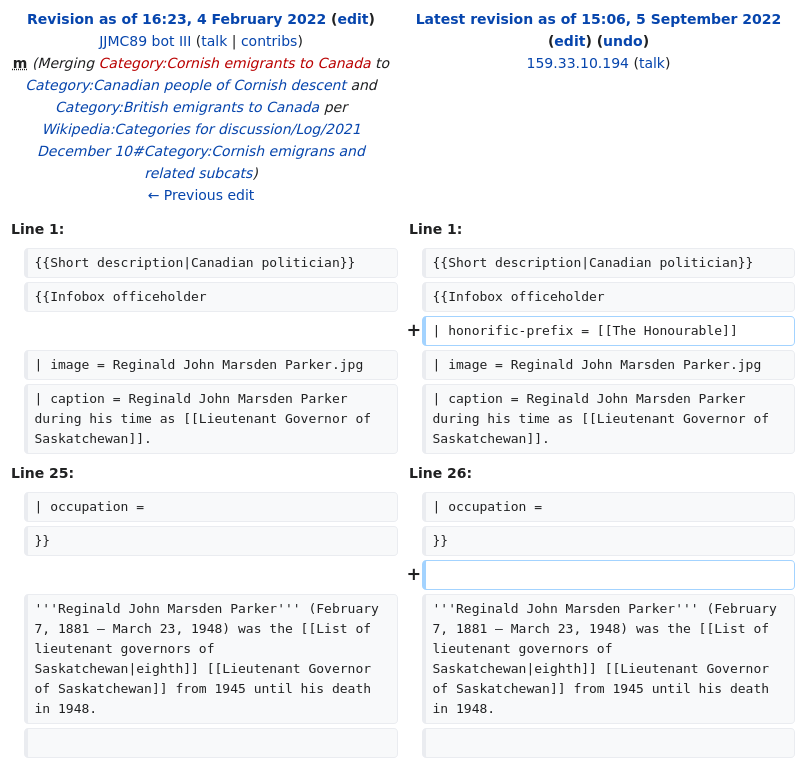 Revision as of 16:23, 4 February 2022 (edit)
JJMC89 bot III (talk | contribs)
m (Merging Category:Cornish emigrants to Canada to
Category:Canadian people of Cornish descent and
Category:British emigrants to Canada per
Wikipedia:Categories for discussion/Log/2021
December 10#Category:Cornish emigrans and
related subcats)
← Previous edit
Latest revision as of 15:06, 5 September 2022
(edit) (undo)
159.33.10.194 (talk)
Line 1:
Line 1:
{{Short description|Canadian politician}}
{{Short description|Canadian politician}}
{{Infobox officeholder
{{Infobox officeholder
+
| honorific-prefix = [[The Honourable]]
| image = Reginald John Marsden Parker.jpg
| image = Reginald John Marsden Parker.jpg
| caption = Reginald John Marsden Parker
during his time as [[Lieutenant Governor of
Saskatchewan]].
| caption = Reginald John Marsden Parker
during his time as [[Lieutenant Governor of
Saskatchewan]].
Line 25:
Line 26:
| occupation =
| occupation =
}}
}}
+
'''Reginald John Marsden Parker''' (February
7, 1881 – March 23, 1948) was the [[List of
lieutenant governors of
Saskatchewan|eighth]] [[Lieutenant Governor
of Saskatchewan]] from 1945 until his death
in 1948.
'''Reginald John Marsden Parker''' (February
7, 1881 – March 23, 1948) was the [[List of
lieutenant governors of
Saskatchewan|eighth]] [[Lieutenant Governor
of Saskatchewan]] from 1945 until his death
in 1948.